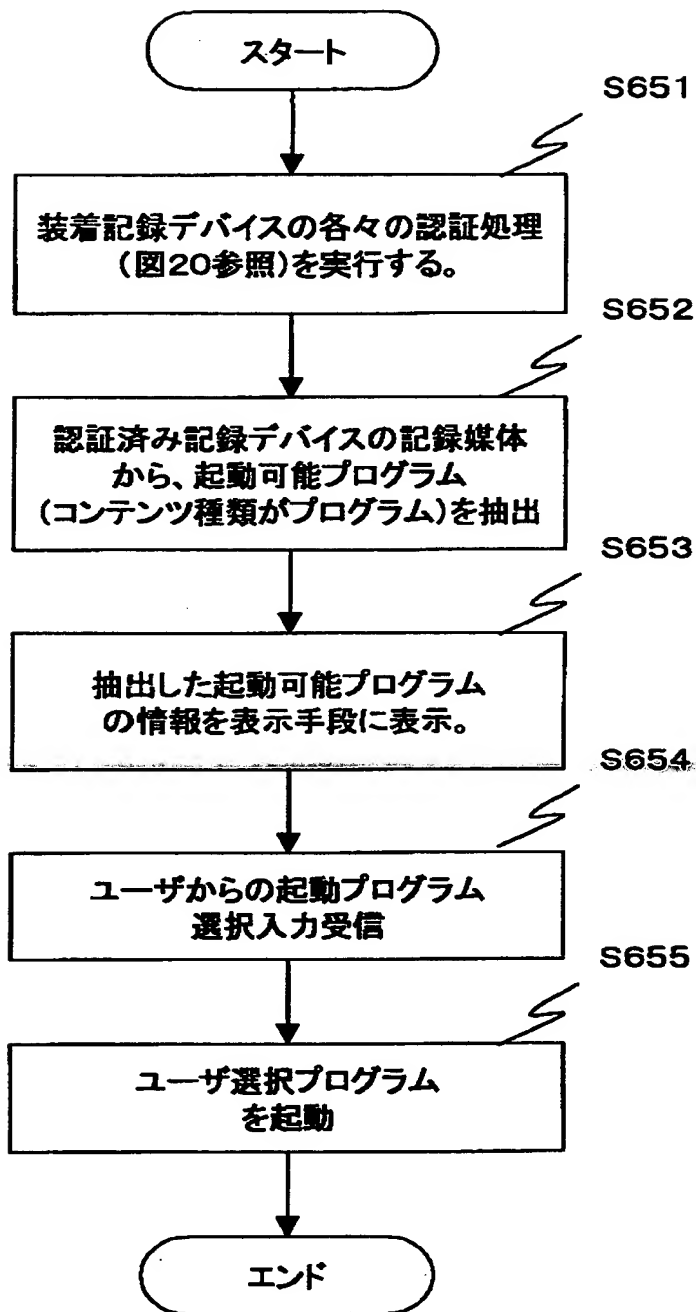 スタート
S651
装着記録デバイスの各々の認証処理
(図20参照)を実行する。
S652
認証済み記録デバイスの記録媒体
から、起動可能プログラム
(コンテンツ種類がプログラム)を抽出
S653
抽出した起動可能プログラム
の情報を表示手段に表示。
S654
ユーザからの起動プログラム
選択入力受信
S655
ユーザ選択プログラム
を起動
エンド